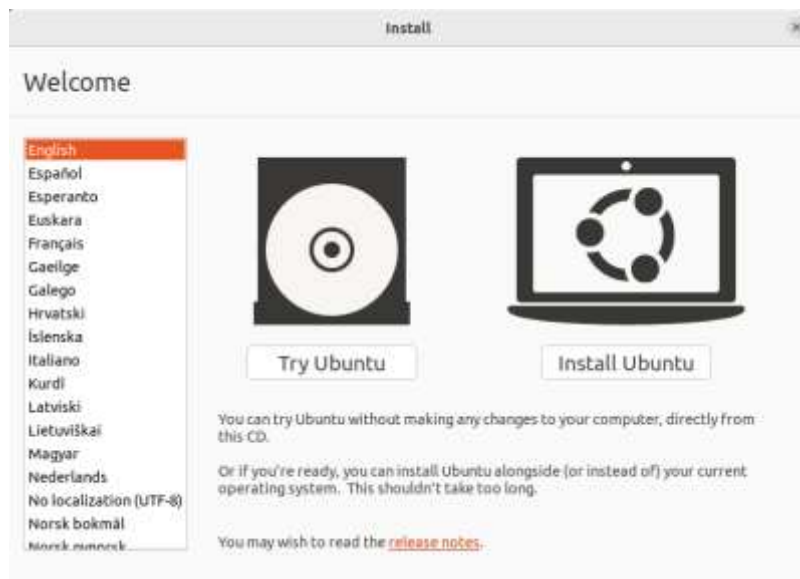 Install
Welcome
English
Español
Esperanto
Euskara
Français
Gaeilge
Galego
Hrvatski
Íslenska
Italiano
Kurdî
Latviski
Lietuviškai
Magyar
Nederlands
No localization (UTF-8)
Norsk bokmål
Norsk nynorsk
Try Ubuntu
Install Ubuntu
You can try Ubuntu without making any changes to your computer, directly from
this CD.
Or if you're ready, you can install Ubuntu alongside (or instead of) your current
operating system. This shouldn't take too long.
You may wish to read the release notes.